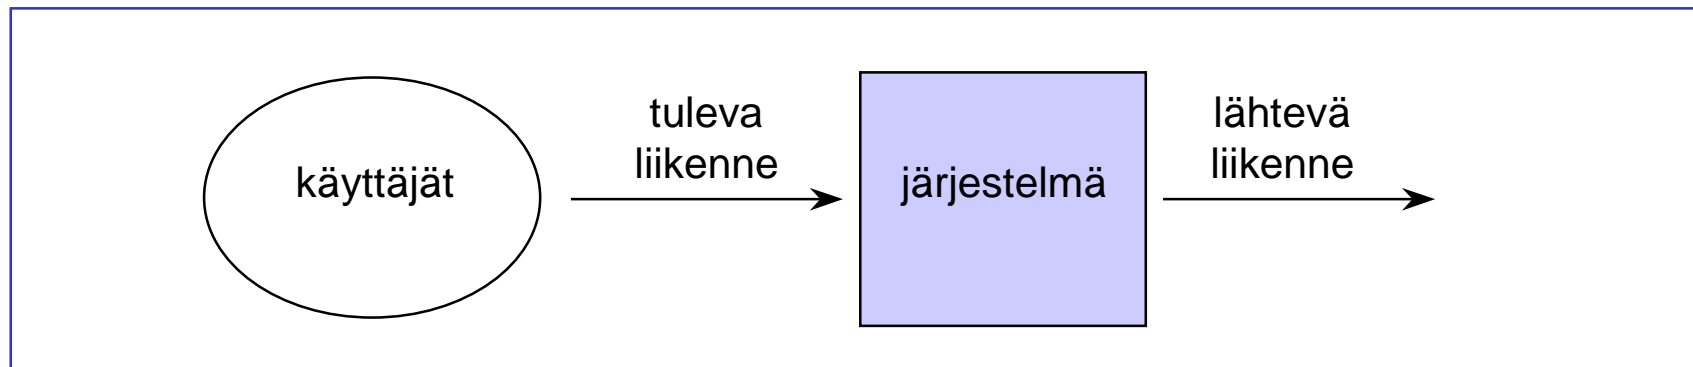 käyttäjät
tuleva
liikenne
järjestelmä
lähtevä
liikenne